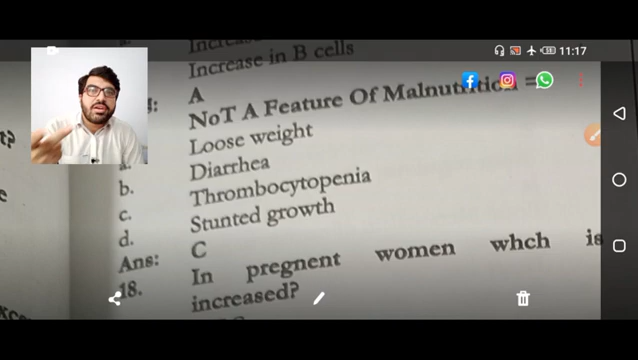 11:17
Increase in B cells
A
NoT A Feature Of Malnutrition =
a. Loose weight
b. Diarrhea
c. Thrombocytopenia
d. Stunted growth
Ans: C
18. In pregnent women whch is
increased?